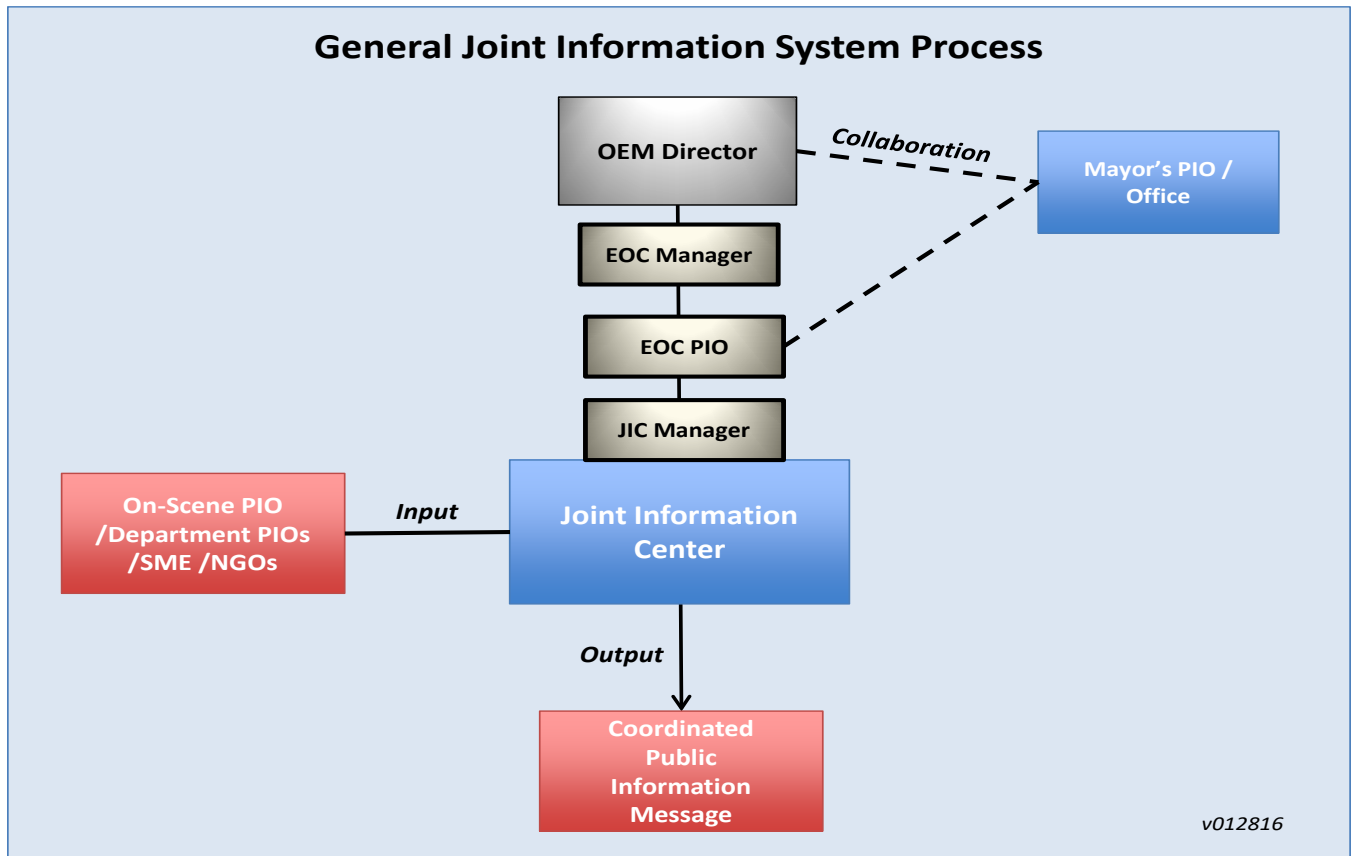 General Joint Information System Process
OEM Director
Collaboration
Mayor’s PIO /
Office
EOC Manager
EOC PIO
JIC Manager
On-Scene PIO
/Department PIOs
/SME /NGOs
Input
Joint Information
Center
Output
Coordinated
Public
Information
Message
v012816